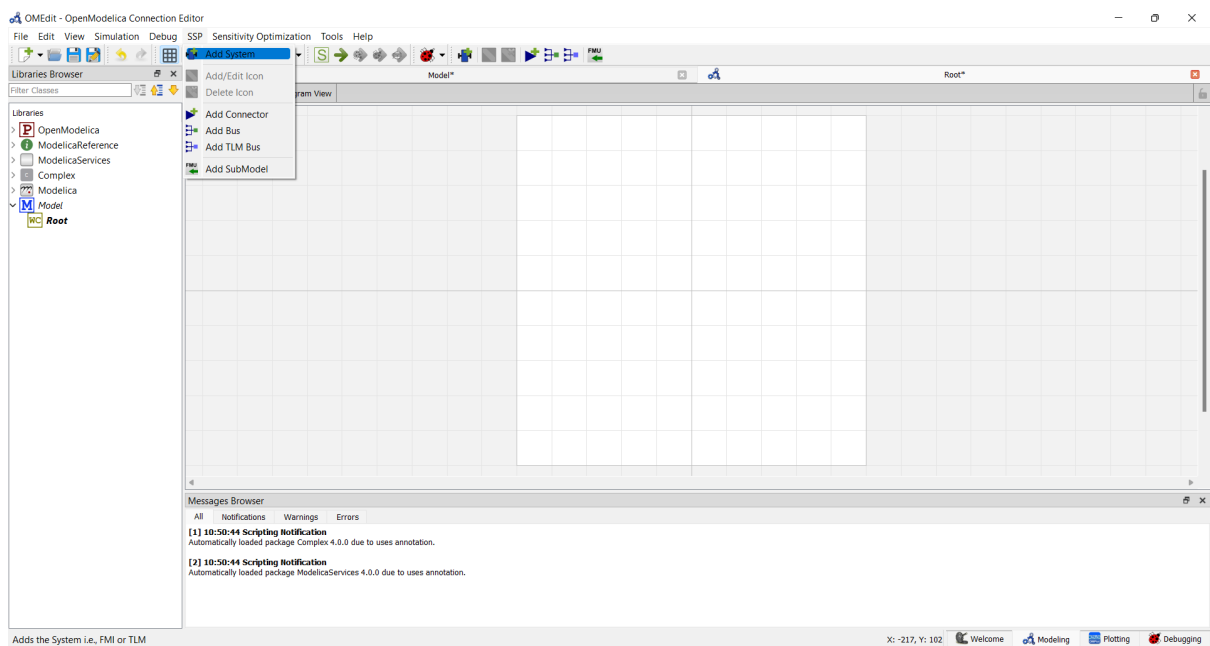 OMEdit - OpenModelica Connection Editor
File Edit View Simulation Debug SSP Sensitivity Optimization Tools Help
S
FMU
Libraries Browser
Model*
Root*
Filter Classes
gram View
Add System
Add/Edit Icon
Delete Icon
Add Connector
Add Bus
Add TLM Bus
FMU Add SubModel
Libraries
P OpenModelica
i ModelicaReference
ModelicaServices
C Complex
Modelica
M Model
WC Root
Messages Browser
All Notifications Warnings Errors
[1] 10:50:44 Scripting Notification
Automatically loaded package Complex 4.0.0 due to uses annotation.
[2] 10:50:44 Scripting Notification
Automatically loaded package ModelicaServices 4.0.0 due to uses annotation.
Adds the System i.e., FMI or TLM
X: -217, Y: 102 Welcome Modeling Plotting Debugging